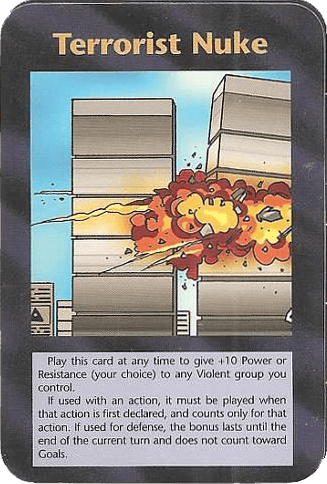 Terrorist Nuke
Play this card at any time to give +10 Power or
Resistance (your choice) to any Violent group you
control.
If used with an action, it must be played when
that action is first declared, and counts only for that
action. If used for defense, the bonus lasts until the
end of the current turn and does not count toward
Goals.